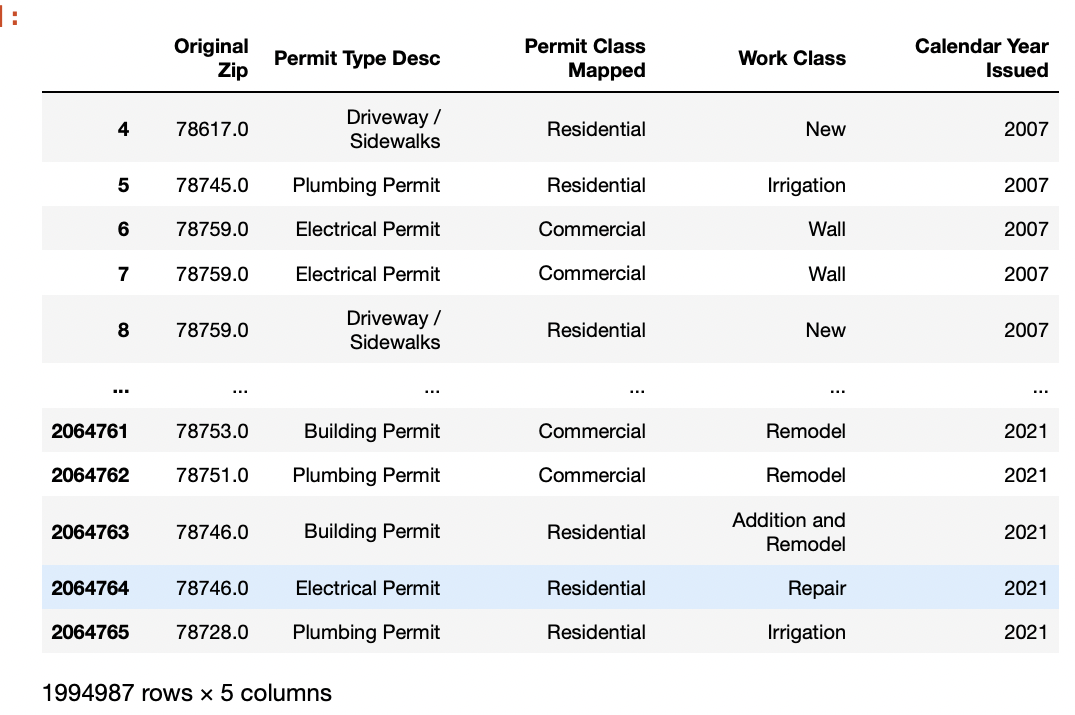 ]:
Original Zip Permit Type Desc Permit Class Mapped Work Class Calendar Year Issued
4 78617.0 Driveway / Sidewalks Residential New 2007
5 78745.0 Plumbing Permit Residential Irrigation 2007
6 78759.0 Electrical Permit Commercial Wall 2007
7 78759.0 Electrical Permit Commercial Wall 2007
8 78759.0 Driveway / Sidewalks Residential New 2007
... ... ... ... ... ...
2064761 78753.0 Building Permit Commercial Remodel 2021
2064762 78751.0 Plumbing Permit Commercial Remodel 2021
2064763 78746.0 Building Permit Residential Addition and Remodel 2021
2064764 78746.0 Electrical Permit Residential Repair 2021
2064765 78728.0 Plumbing Permit Residential Irrigation 2021
1994987 rows × 5 columns